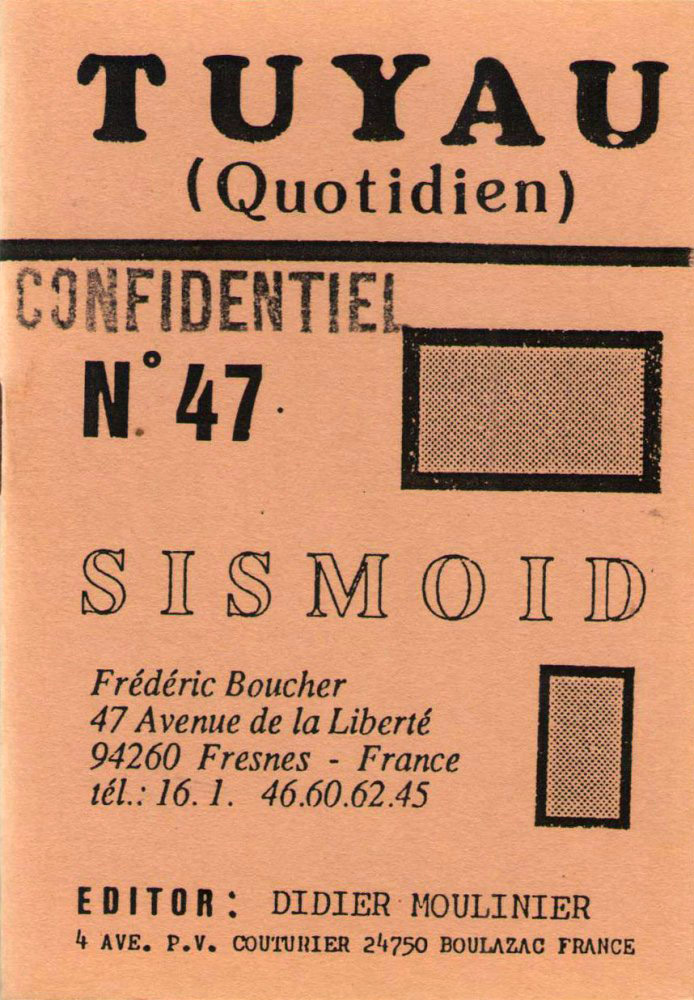 TUYAU
(Quotidien)
CONFIDENTIEL
N° 47.
SISMOID
Frédéric Boucher
47 Avenue de la Liberté
94260 Fresnes - France
tél.: 16. 1. 46.60.62.45
EDITOR: DIDIER MOULINIER
4 AVE. P.V. COUTURIER 24750 BOULAZAC FRANCE